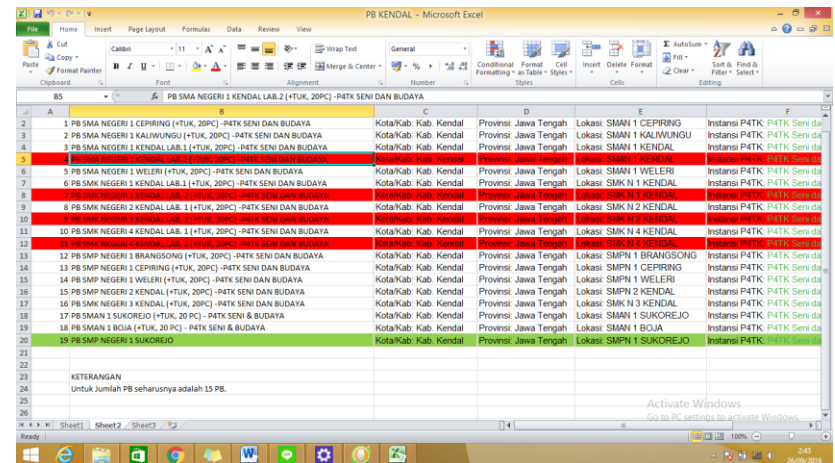 PB KENDAL - Microsoft Excel
File Home Insert Page Layout Formulas Data Review View
Cut
Copy
Format Painter
Paste
Clipboard
Calibri 11
Font
Wrap Text
Merge & Center
Alignment
General
Number
Conditional Formatting
Format as Table
Cell Styles
Styles
Insert Delete Format
Cells
AutoSum
Fill
Clear
Sort & Filter
Find & Select
Editing
B5 PB SMA NEGERI 1 KENDAL LAB.2 (+TUK, 20PC) -P4TK SENI DAN BUDAYA
A B C D E F
2 1 PB SMA NEGERI 1 CEPIRING (+TUK, 20PC) -P4TK SENI DAN BUDAYA Kota/Kab: Kab. Kendal Provinsi: Jawa Tengah Lokasi: SMAN 1 CEPIRING Instansi P4TK: P4TK Seni da
3 2 PB SMA NEGERI 1 KALIWUNGU (+TUK, 20PC) -P4TK SENI DAN BUDAYA Kota/Kab: Kab. Kendal Provinsi: Jawa Tengah Lokasi: SMAN 1 KALIWUNGU Instansi P4TK: P4TK Seni da
4 3 PB SMA NEGERI 1 KENDAL LAB.1 (+TUK, 20PC) -P4TK SENI DAN BUDAYA Kota/Kab: Kab. Kendal Provinsi: Jawa Tengah Lokasi: SMAN 1 KENDAL Instansi P4TK: P4TK Seni da
5 4 PB SMA NEGERI 1 KENDAL LAB.2 (+TUK, 20PC) -P4TK SENI DAN BUDAYA Kota/Kab: Kab. Kendal Provinsi: Jawa Tengah Lokasi: SMAN 1 KENDAL Instansi P4TK: P4TK Seni da
6 5 PB SMA NEGERI 1 WELERI (+TUK, 20PC) -P4TK SENI DAN BUDAYA Kota/Kab: Kab. Kendal Provinsi: Jawa Tengah Lokasi: SMAN 1 WELERI Instansi P4TK: P4TK Seni da
7 6 PB SMK NEGERI 1 KENDAL LAB.1 (+TUK, 20PC) -P4TK SENI DAN BUDAYA Kota/Kab: Kab. Kendal Provinsi: Jawa Tengah Lokasi: SMK N 1 KENDAL Instansi P4TK: P4TK Seni da
8 7 PB SMK NEGERI 1 KENDAL LAB. 2 (+TUK, 20PC) -P4TK SENI DAN BUDAYA Kota/Kab: Kab. Kendal Provinsi: Jawa Tengah Lokasi: SMK N 1 KENDAL Instansi P4TK: P4TK Seni da
9 8 PB SMK NEGERI 2 KENDAL LAB. 1 (+TUK, 20PC) -P4TK SENI DAN BUDAYA Kota/Kab: Kab. Kendal Provinsi: Jawa Tengah Lokasi: SMK N 2 KENDAL Instansi P4TK: P4TK Seni da
10 9 PB SMK NEGERI 2 KENDAL LAB. 2 (+TUK, 20PC) -P4TK SENI DAN BUDAYA Kota/Kab: Kab. Kendal Provinsi: Jawa Tengah Lokasi: SMK N 2 KENDAL Instansi P4TK: P4TK Seni da
11 10 PB SMK NEGERI 4 KENDAL LAB. 1 (+TUK, 20PC) -P4TK SENI DAN BUDAYA Kota/Kab: Kab. Kendal Provinsi: Jawa Tengah Lokasi: SMK N 4 KENDAL Instansi P4TK: P4TK Seni da
12 11 PB SMK NEGERI 4 KENDAL LAB. 2 (+TUK, 20PC) -P4TK SENI DAN BUDAYA Kota/Kab: Kab. Kendal Provinsi: Jawa Tengah Lokasi: SMK N 4 KENDAL Instansi P4TK: P4TK Seni da
13 12 PB SMP NEGERI 1 BRANGSONG (+TUK, 20PC) -P4TK SENI DAN BUDAYA Kota/Kab: Kab. Kendal Provinsi: Jawa Tengah Lokasi: SMPN 1 BRANGSONG Instansi P4TK: P4TK Seni da
14 13 PB SMP NEGERI 1 CEPIRING (+TUK, 20PC) -P4TK SENI DAN BUDAYA Kota/Kab: Kab. Kendal Provinsi: Jawa Tengah Lokasi: SMPN 1 CEPIRING Instansi P4TK: P4TK Seni da
15 14 PB SMP NEGERI 1 WELERI (+TUK, 20PC) -P4TK SENI DAN BUDAYA Kota/Kab: Kab. Kendal Provinsi: Jawa Tengah Lokasi: SMPN 1 WELERI Instansi P4TK: P4TK Seni da
16 15 PB SMP NEGERI 2 KENDAL (+TUK, 20PC) -P4TK SENI DAN BUDAYA Kota/Kab: Kab. Kendal Provinsi: Jawa Tengah Lokasi: SMPN 2 KENDAL Instansi P4TK: P4TK Seni da
17 16 PB SMK NEGERI 3 KENDAL (+TUK, 20PC) -P4TK SENI DAN BUDAYA Kota/Kab: Kab. Kendal Provinsi: Jawa Tengah Lokasi: SMK N 3 KENDAL Instansi P4TK: P4TK Seni da
18 17 PB SMAN 1 SUKOREJO (+TUK, 20 PC) - P4TK SENI & BUDAYA Kota/Kab: Kab. Kendal Provinsi: Jawa Tengah Lokasi: SMAN 1 SUKOREJO Instansi P4TK: P4TK Seni da
19 18 PB SMAN 1 BOJA (+TUK, 20 PC) - P4TK SENI & BUDAYA Kota/Kab: Kab. Kendal Provinsi: Jawa Tengah Lokasi: SMAN 1 BOJA Instansi P4TK: P4TK Seni da
20 19 PB SMP NEGERI 1 SUKOREJO Kota/Kab: Kab. Kendal Provinsi: Jawa Tengah Lokasi: SMPN 1 SUKOREJO Instansi P4TK: P4TK Seni da
21
22
23 KETERANGAN
24 Untuk Jumlah PB seharusnya adalah 15 PB.
25
26
Activate Windows
Go to PC settings to activate Windows.
Sheet1 Sheet2 Sheet3
Ready 100%
2:43
26/09/2016